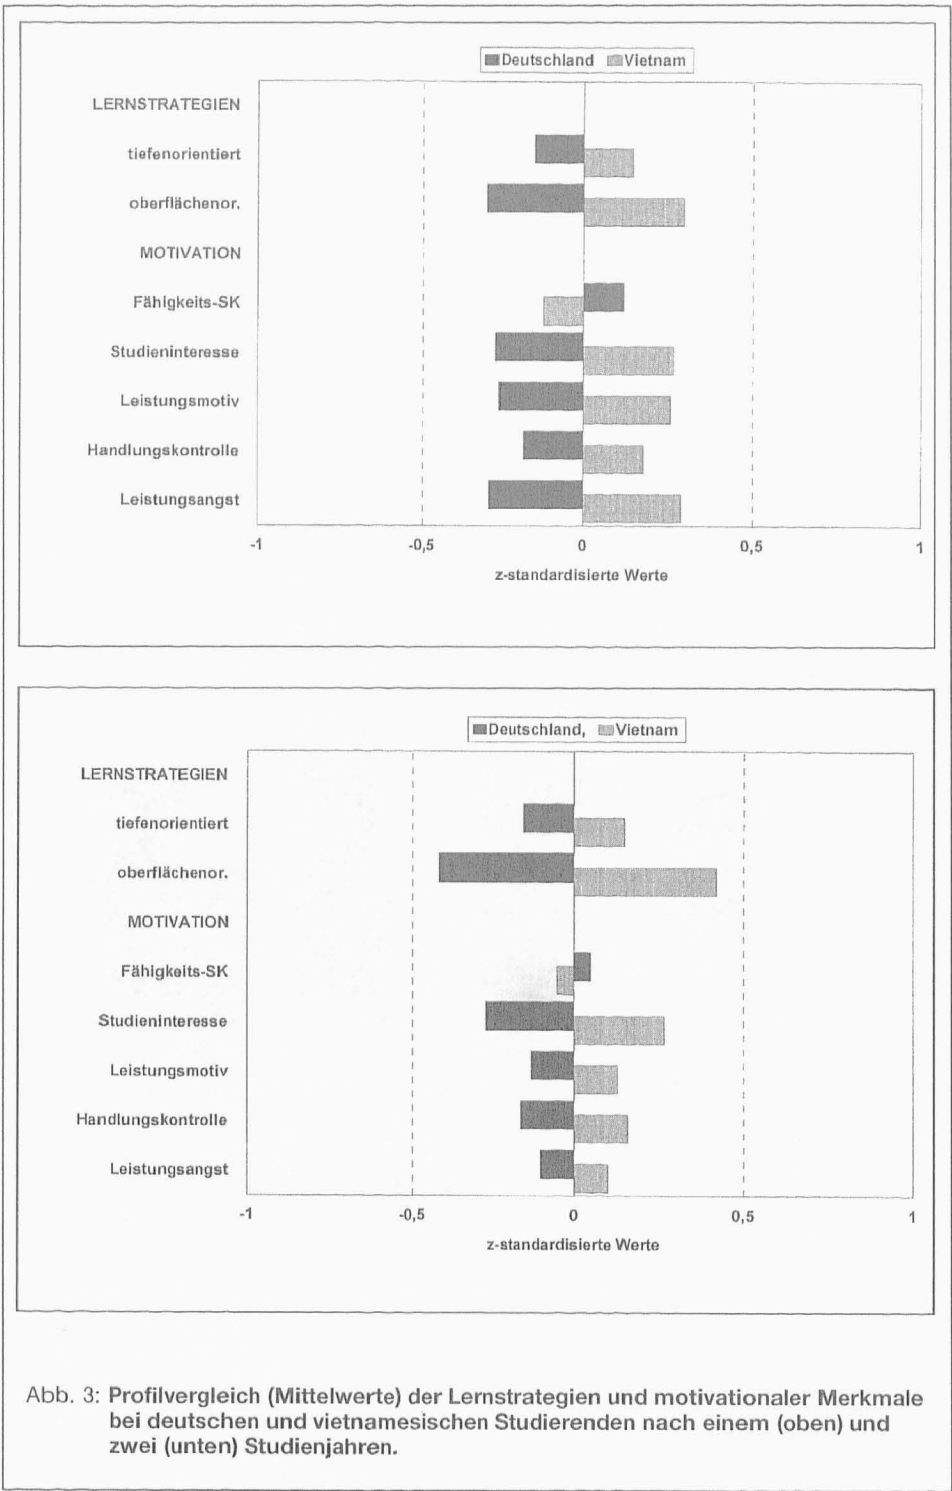 Deutschland Vietnam
LERNSTRATEGIEN
tiefenorientiert
oberflächenor.
MOTIVATION
Fähigkeits-SK
Studieninteresse
Leistungsmotiv
Handlungskontrolle
Leistungsangst
-1 -0,5 0 0,5 1
z-standardisierte Werte
Deutschland, Vietnam
LERNSTRATEGIEN
tiefenorientiert
oberflächenor.
MOTIVATION
Fähigkeits-SK
Studieninteresse
Leistungsmotiv
Handlungskontrolle
Leistungsangst
-1 -0,5 0 0,5 1
z-standardisierte Werte
Abb. 3: Profilvergleich (Mittelwerte) der Lernstrategien und motivationaler Merkmale
bei deutschen und vietnamesischen Studierenden nach einem (oben) und
zwei (unten) Studienjahren.